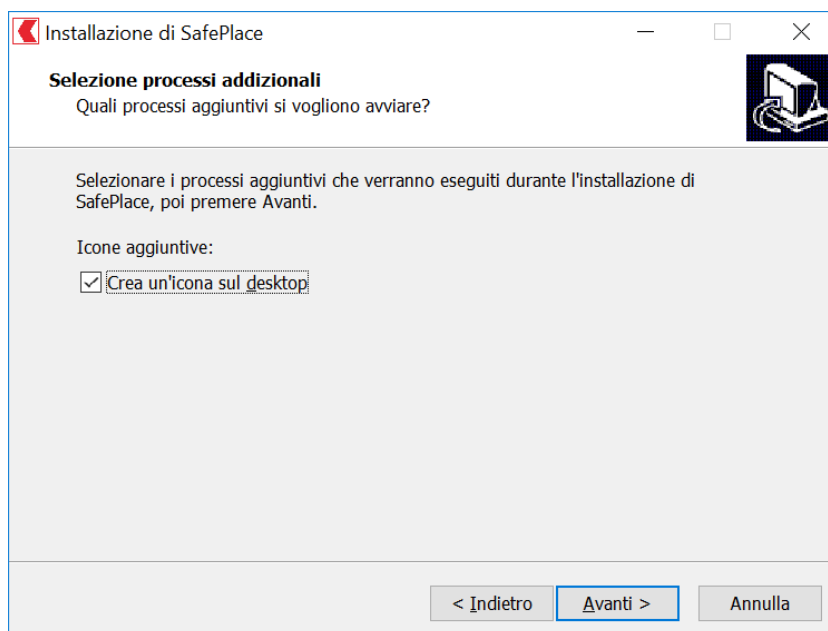 Installazione di SafePlace
Selezione processi addizionali
Quali processi aggiuntivi si vogliono avviare?
Selezionare i processi aggiuntivi che verranno eseguiti durante l'installazione di
SafePlace, poi premere Avanti.
Icone aggiuntive:
Crea un'icona sul desktop
< Indietro
Avanti >
Annulla